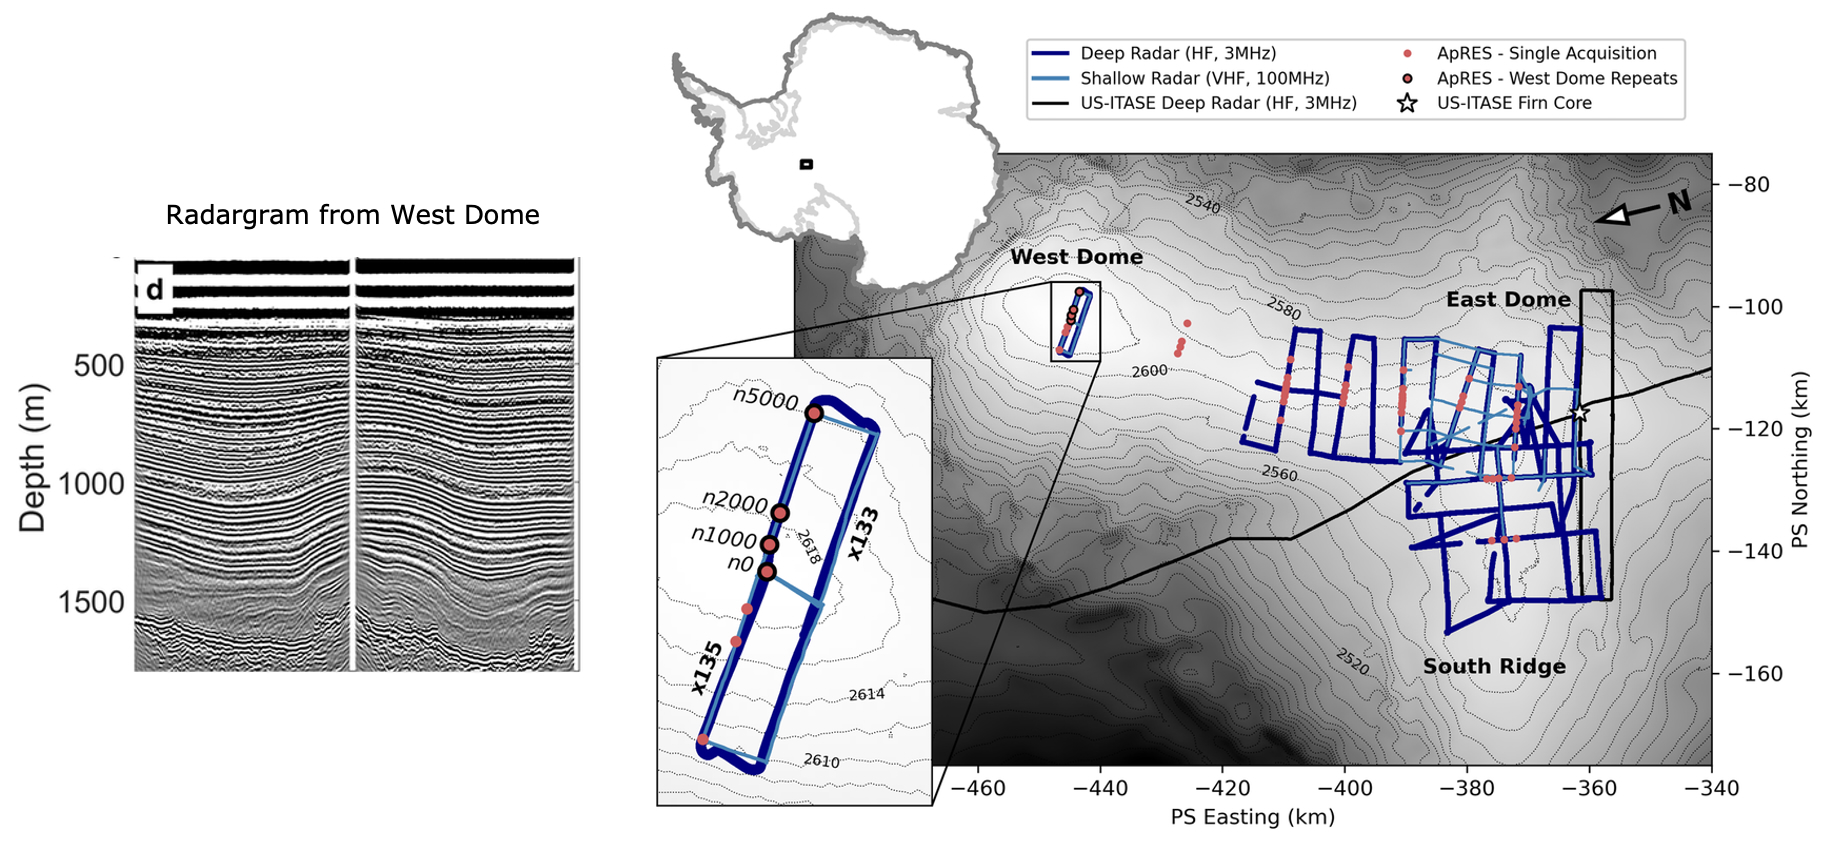 Radargram from West Dome
d
Depth (m)
500
1000
1500
Deep Radar (HF, 3MHz)
Shallow Radar (VHF, 100MHz)
US-ITASE Deep Radar (HF, 3MHz)
ApRES - Single Acquisition
ApRES - West Dome Repeats
US-ITASE Firn Core
N
West Dome
East Dome
South Ridge
2540
2580
2600
2560
2520
n5000
n2000
n1000
n0
2618
x133
x135
2614
2610
−80
−100
−120
−140
−160
PS Northing (km)
−460
−440
−420
−400
−380
−360
−340
PS Easting (km)